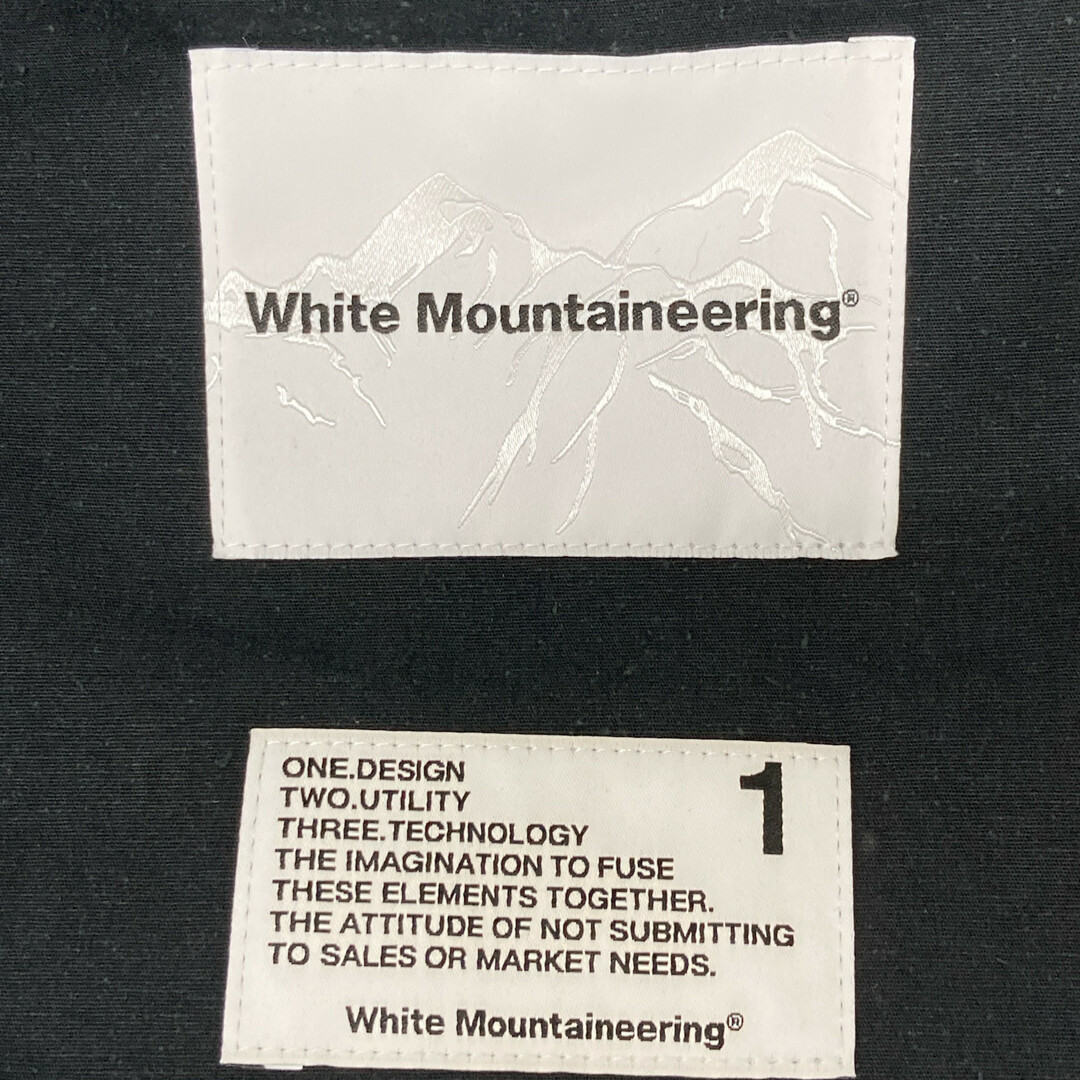 White Mountaineering®
ONE.DESIGN
1
TWO.UTILITY
THREE.TECHNOLOGY
THE IMAGINATION TO FUSE
THESE ELEMENTS TOGETHER.
THE ATTITUDE OF NOT SUBMITTING
TO SALES OR MARKET NEEDS.
White Mountaineering®